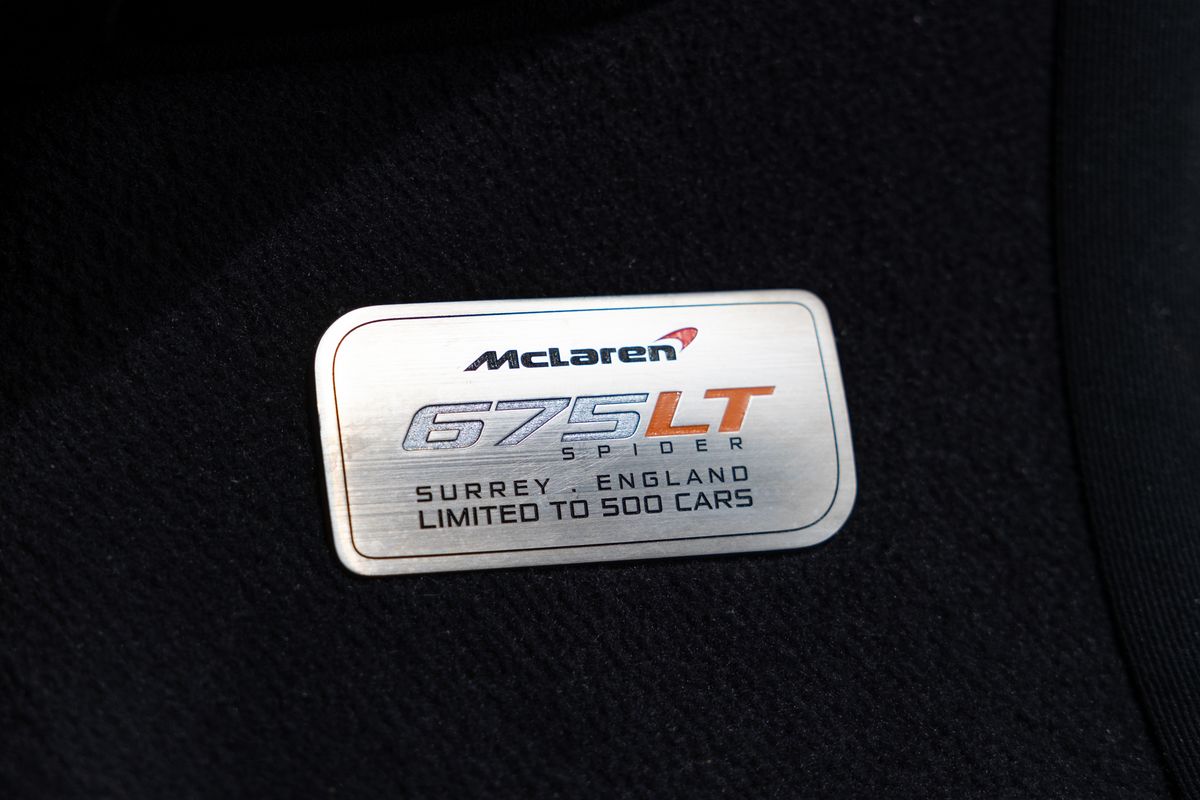 McLaren
675LT
SPIDER
SURREY . ENGLAND
LIMITED TO 500 CARS